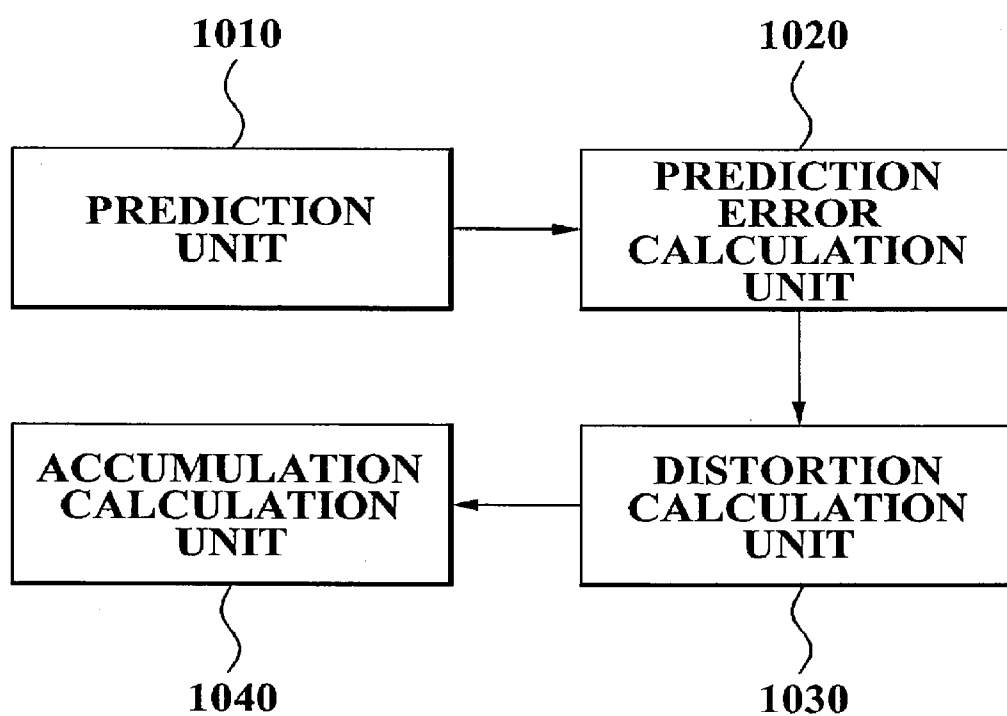 1010
1020
PREDICTION
UNIT
PREDICTION
ERROR
CALCULATION
UNIT
ACCUMULATION
CALCULATION
UNIT
DISTORTION
CALCULATION
UNIT
1040
1030